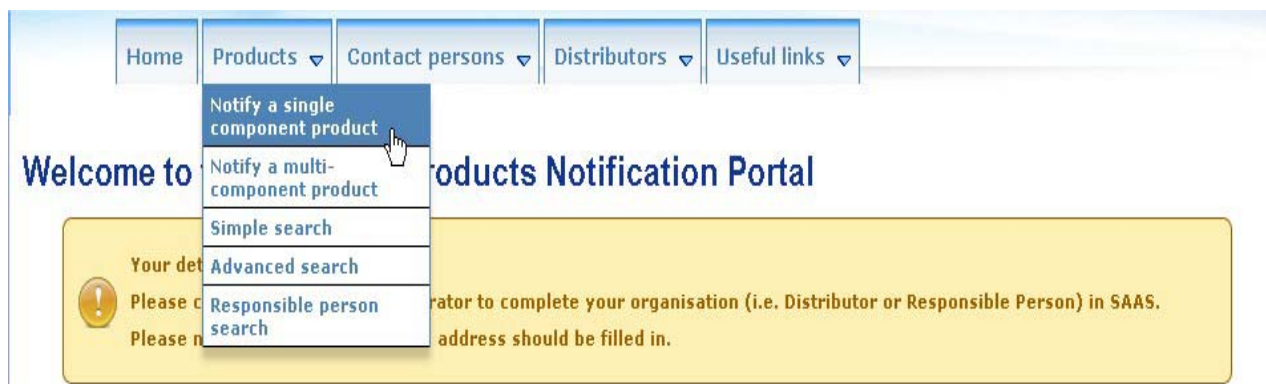 Home Products Contact persons Distributors Useful links
Notify a single
component product
Notify a multi-
component product
Simple search
Advanced search
Responsible person
search
Welcome to roducts Notification Portal
Your det
Please c rator to complete your organisation (i.e. Distributor or Responsible Person) in SAAS.
Please n address should be filled in.